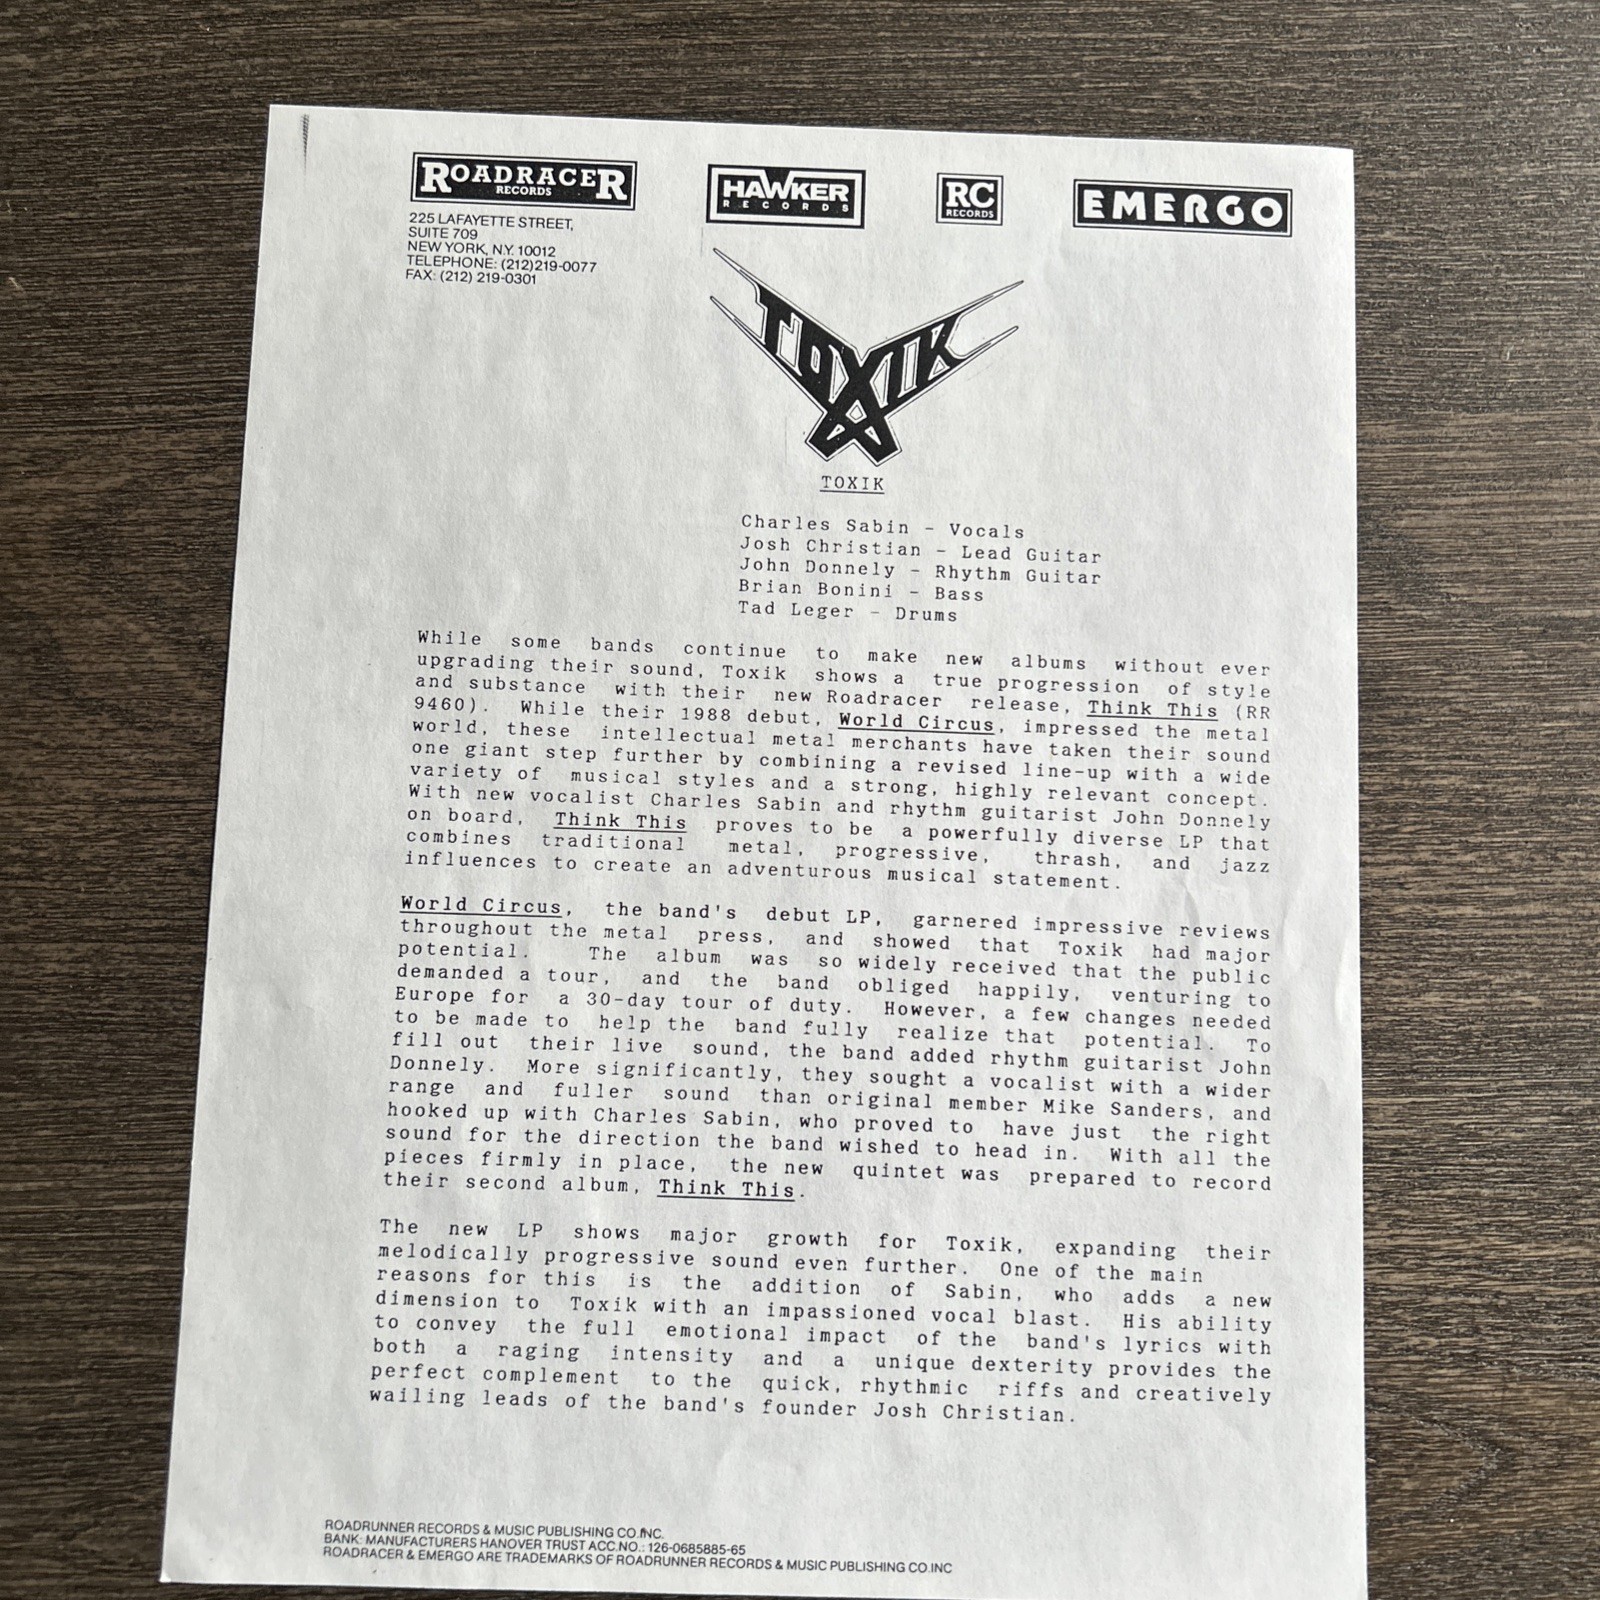 ROADRACER
RECORDS
HAWKER
RECORDS
RC
RECORDS
EMERGO
225 LAFAYETTE STREET,
SUITE 709
NEW YORK, N.Y. 10012
TELEPHONE: (212)219-0077
FAX: (212) 219-0301
TOXIK
TOXIK
Charles Sabin - Vocals
Josh Christian - Lead Guitar
John Donnely - Rhythm Guitar
Brian Bonini - Bass
Tad Leger - Drums
While some bands continue to make new albums without ever
upgrading their sound, Toxik shows a true progression of style
and substance with their new Roadracer release, Think This (RR
9460). While their 1988 debut, World Circus, impressed the metal
world, these intellectual metal merchants have taken their sound
one giant step further by combining a revised line-up with a wide
variety of musical styles and a strong, highly relevant concept.
With new vocalist Charles Sabin and rhythm guitarist John Donnely
on board, Think This proves to be a powerfully diverse LP that
combines traditional metal, progressive, thrash, and jazz
influences to create an adventurous musical statement.
World Circus, the band's debut LP, garnered impressive reviews
throughout the metal press, and showed that Toxik had major
potential. The album was so widely received that the public
demanded a tour, and the band obliged happily, venturing to
Europe for a 30-day tour of duty. However, a few changes needed
to be made to help the band fully realize that potential. To
fill out their live sound, the band added rhythm guitarist John
Donnely. More significantly, they sought a vocalist with a wider
range and fuller sound than original member Mike Sanders, and
hooked up with Charles Sabin, who proved to have just the right
sound for the direction the band wished to head in. With all the
pieces firmly in place, the new quintet was prepared to record
their second album, Think This.
The new LP shows major growth for Toxik, expanding their
melodically progressive sound even further. One of the main
reasons for this is the addition of Sabin, who adds a new
dimension to Toxik with an impassioned vocal blast. His ability
to convey the full emotional impact of the band's lyrics with
both a raging intensity and a unique dexterity provides the
perfect complement to the quick, rhythmic riffs and creatively
wailing leads of the band's founder Josh Christian.
ROADRUNNER RECORDS & MUSIC PUBLISHING CO.INC.
BANK: MANUFACTURERS HANOVER TRUST ACC.NO.: 126-0685885-65
ROADRACER & EMERGO ARE TRADEMARKS OF ROADRUNNER RECORDS & MUSIC PUBLISHING CO.INC